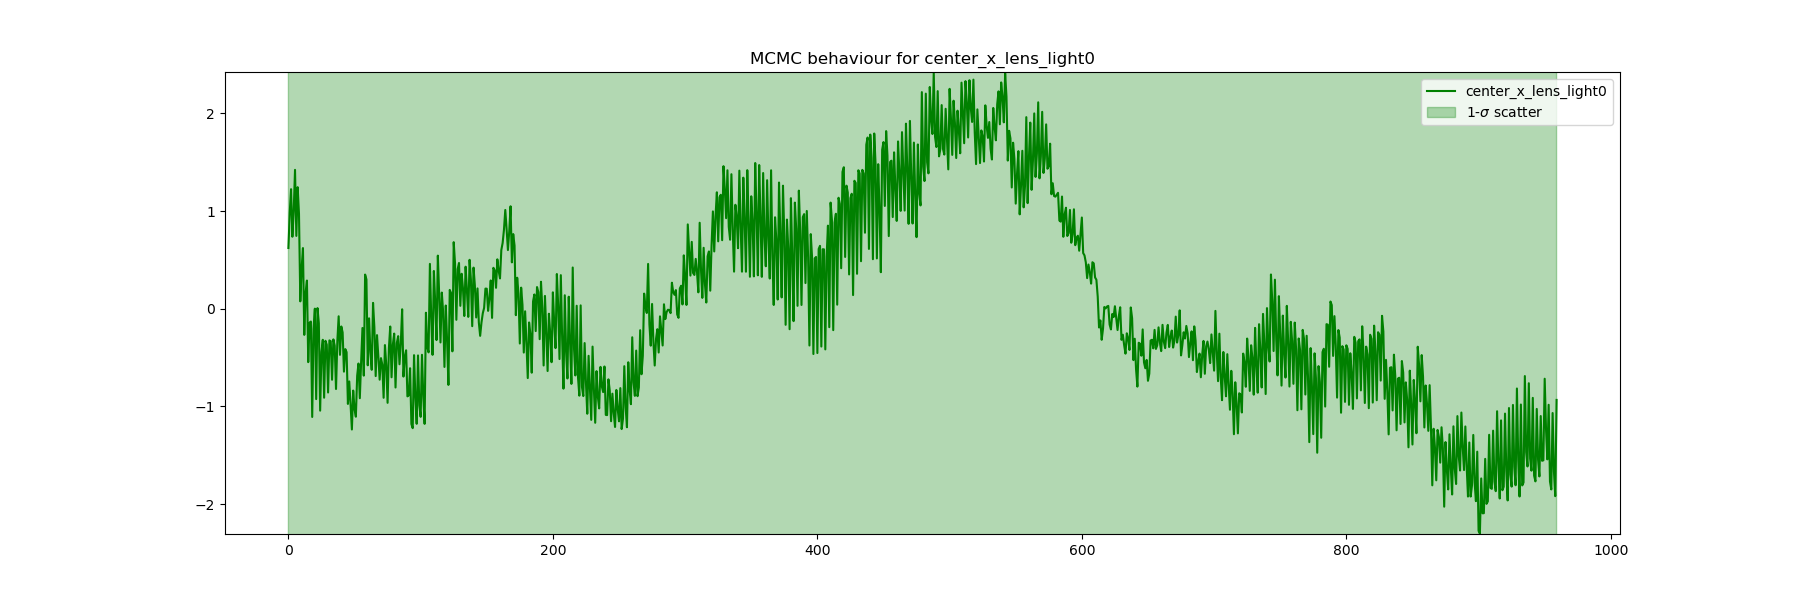 MCMC behaviour for center_x_lens_light0
center_x_lens_light0
1-σ scatter
2
1
0
−1
−2
0 200 400 600 800 1000